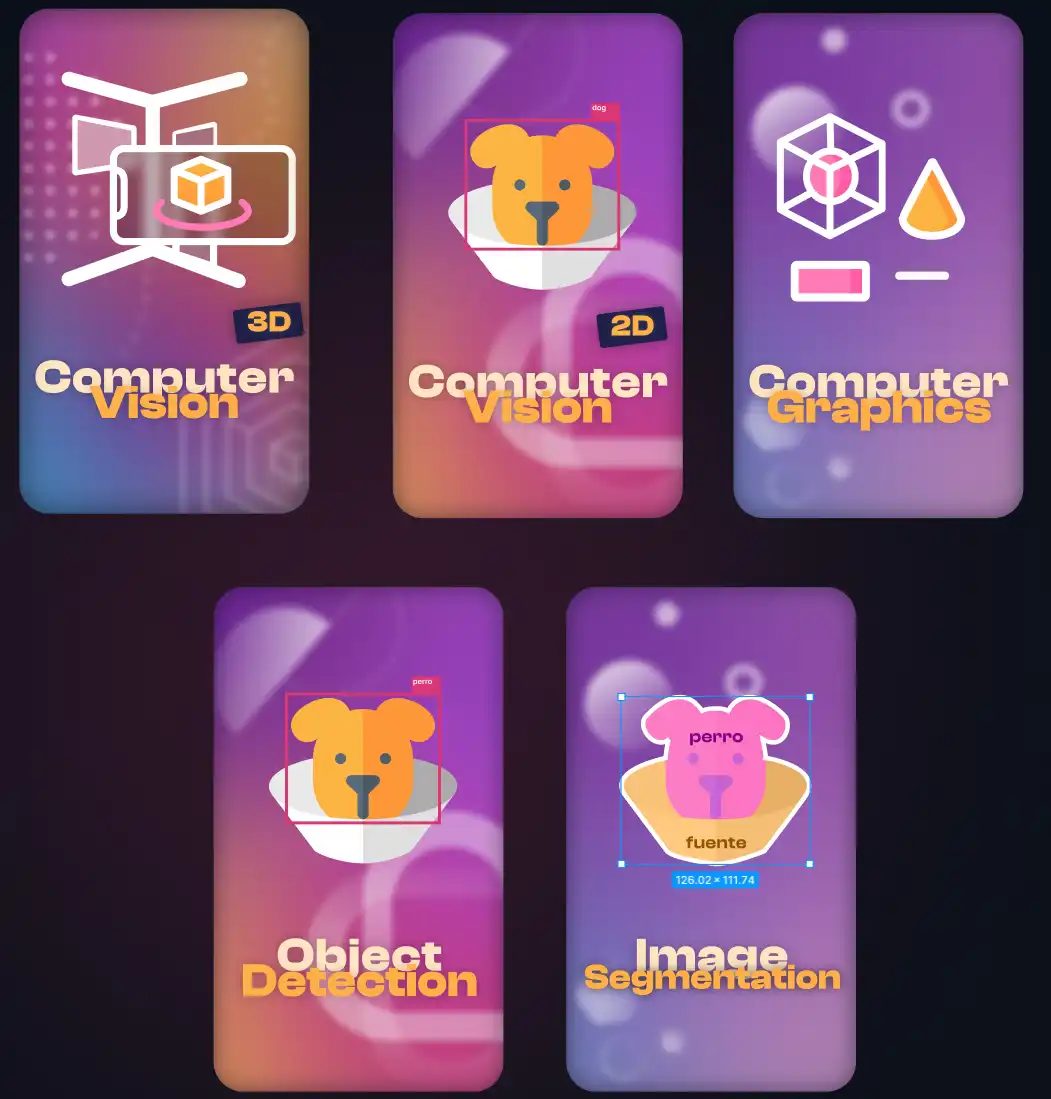 3D
Computer
Vision
dog
2D
Computer
Vision
Computer
Graphics
perro
Object
Detection
perro
fuente
126.02 × 111.74
Image
Segmentation